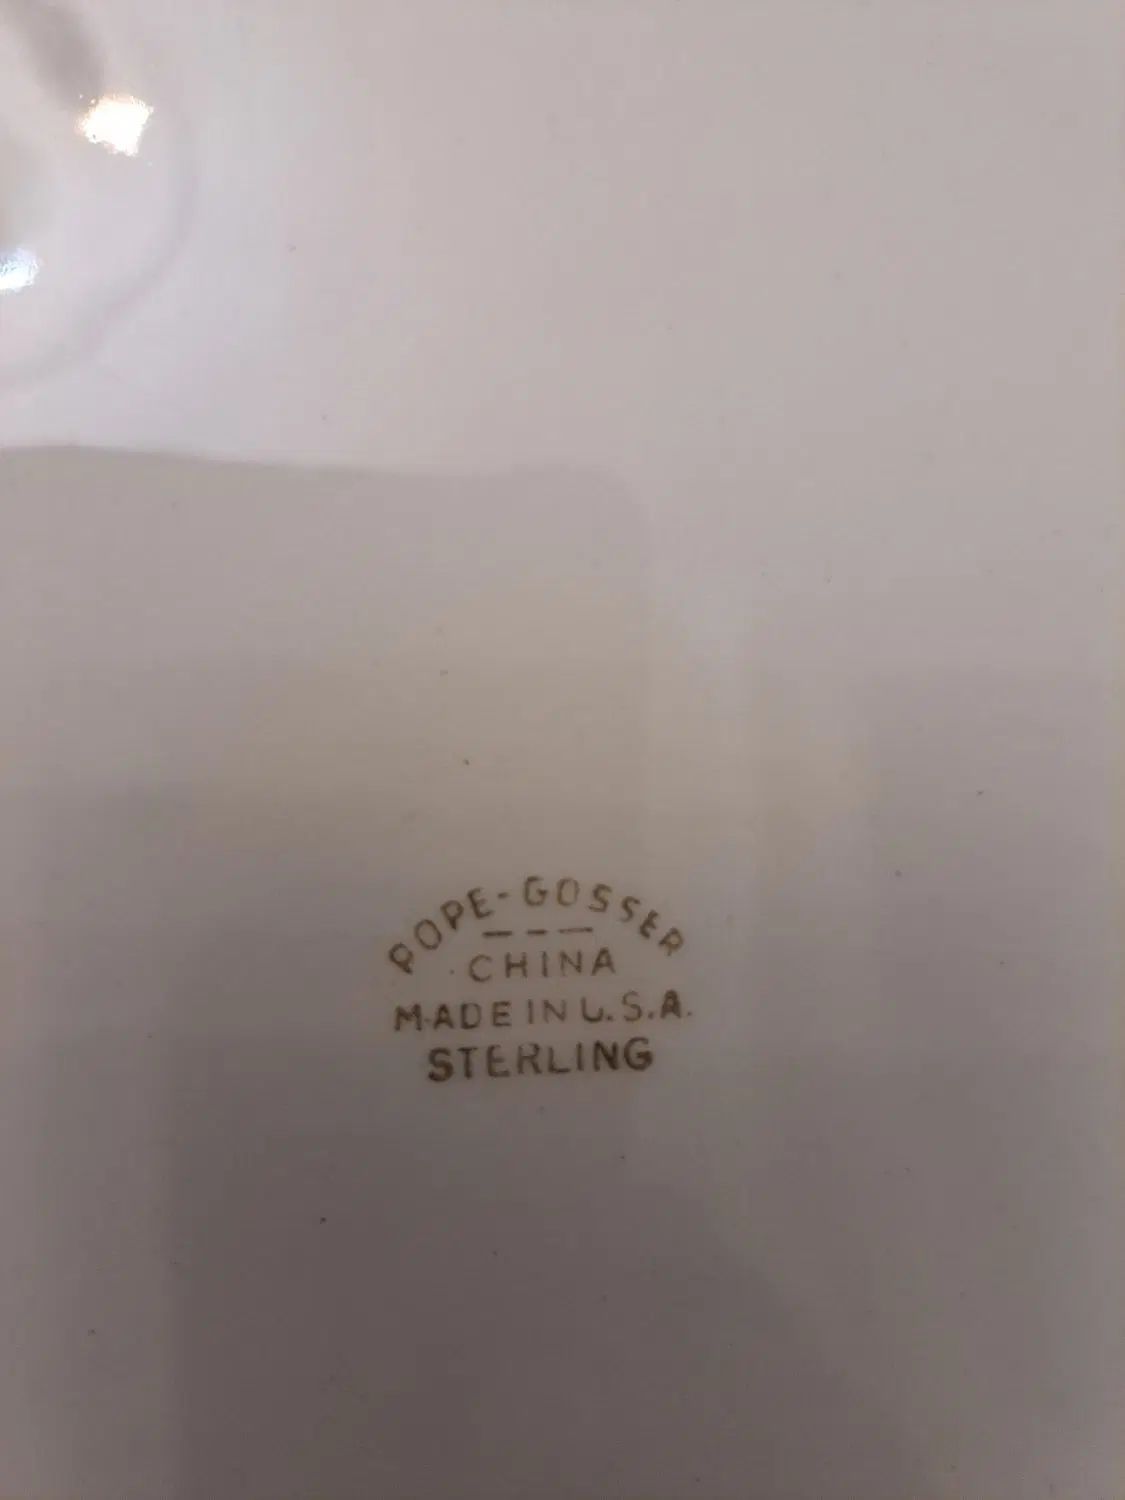 POPE-GOSSER
- - -
CHINA
MADE IN U.S.A.
STERLING